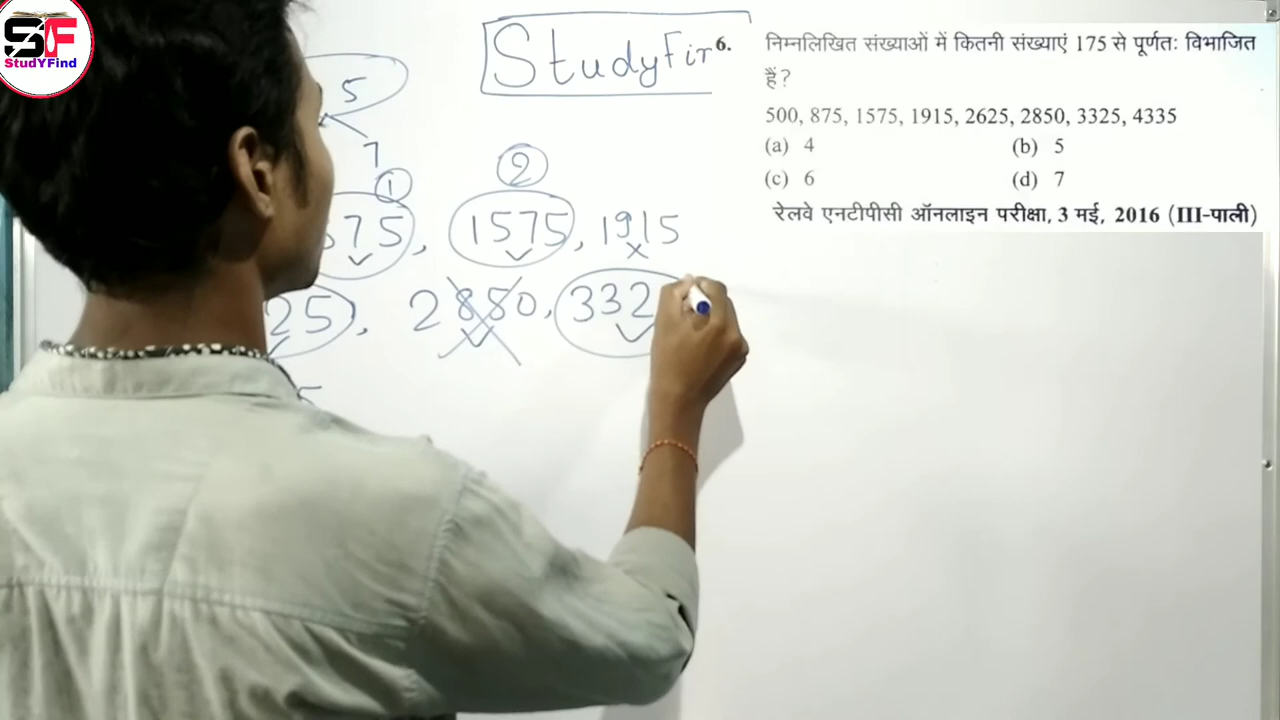 SF
StudYFind
StudyFir
6. निम्नलिखित संख्याओं में कितनी संख्याएं 175 से पूर्णतः विभाजित
हैं?
500, 875, 1575, 1915, 2625, 2850, 3325, 4335
(a) 4 (b) 5
(c) 6 (d) 7
रेलवे एनटीपीसी ऑनलाइन परीक्षा, 3 मई, 2016 (III-पाली)
5
7
1 2
75, 1575, 1915
25, 2850, 332